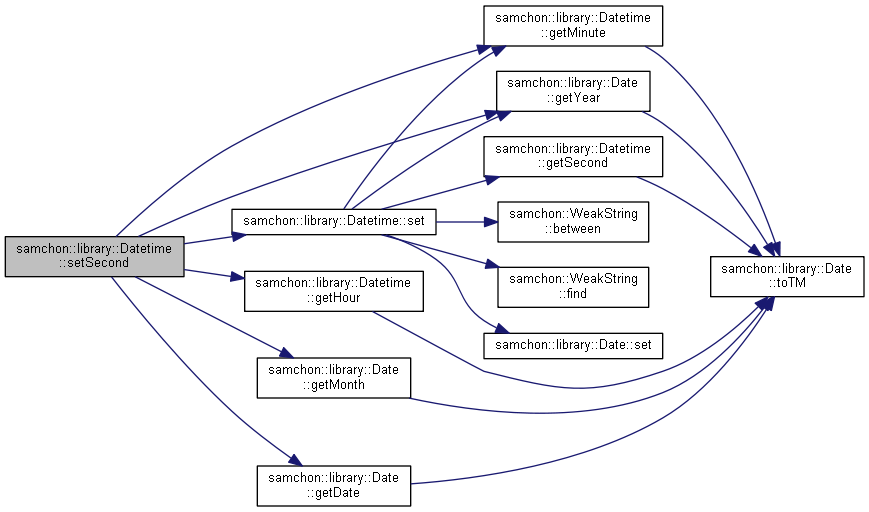 samchon::library::Datetime
::getMinute
samchon::library::Date
::getYear
samchon::library::Datetime
::getSecond
samchon::library::Datetime::set
samchon::WeakString
::between
samchon::library::Datetime
::setSecond
samchon::library::Datetime
::getHour
samchon::WeakString
::find
samchon::library::Date
::toTM
samchon::library::Date::set
samchon::library::Date
::getMonth
samchon::library::Date
::getDate